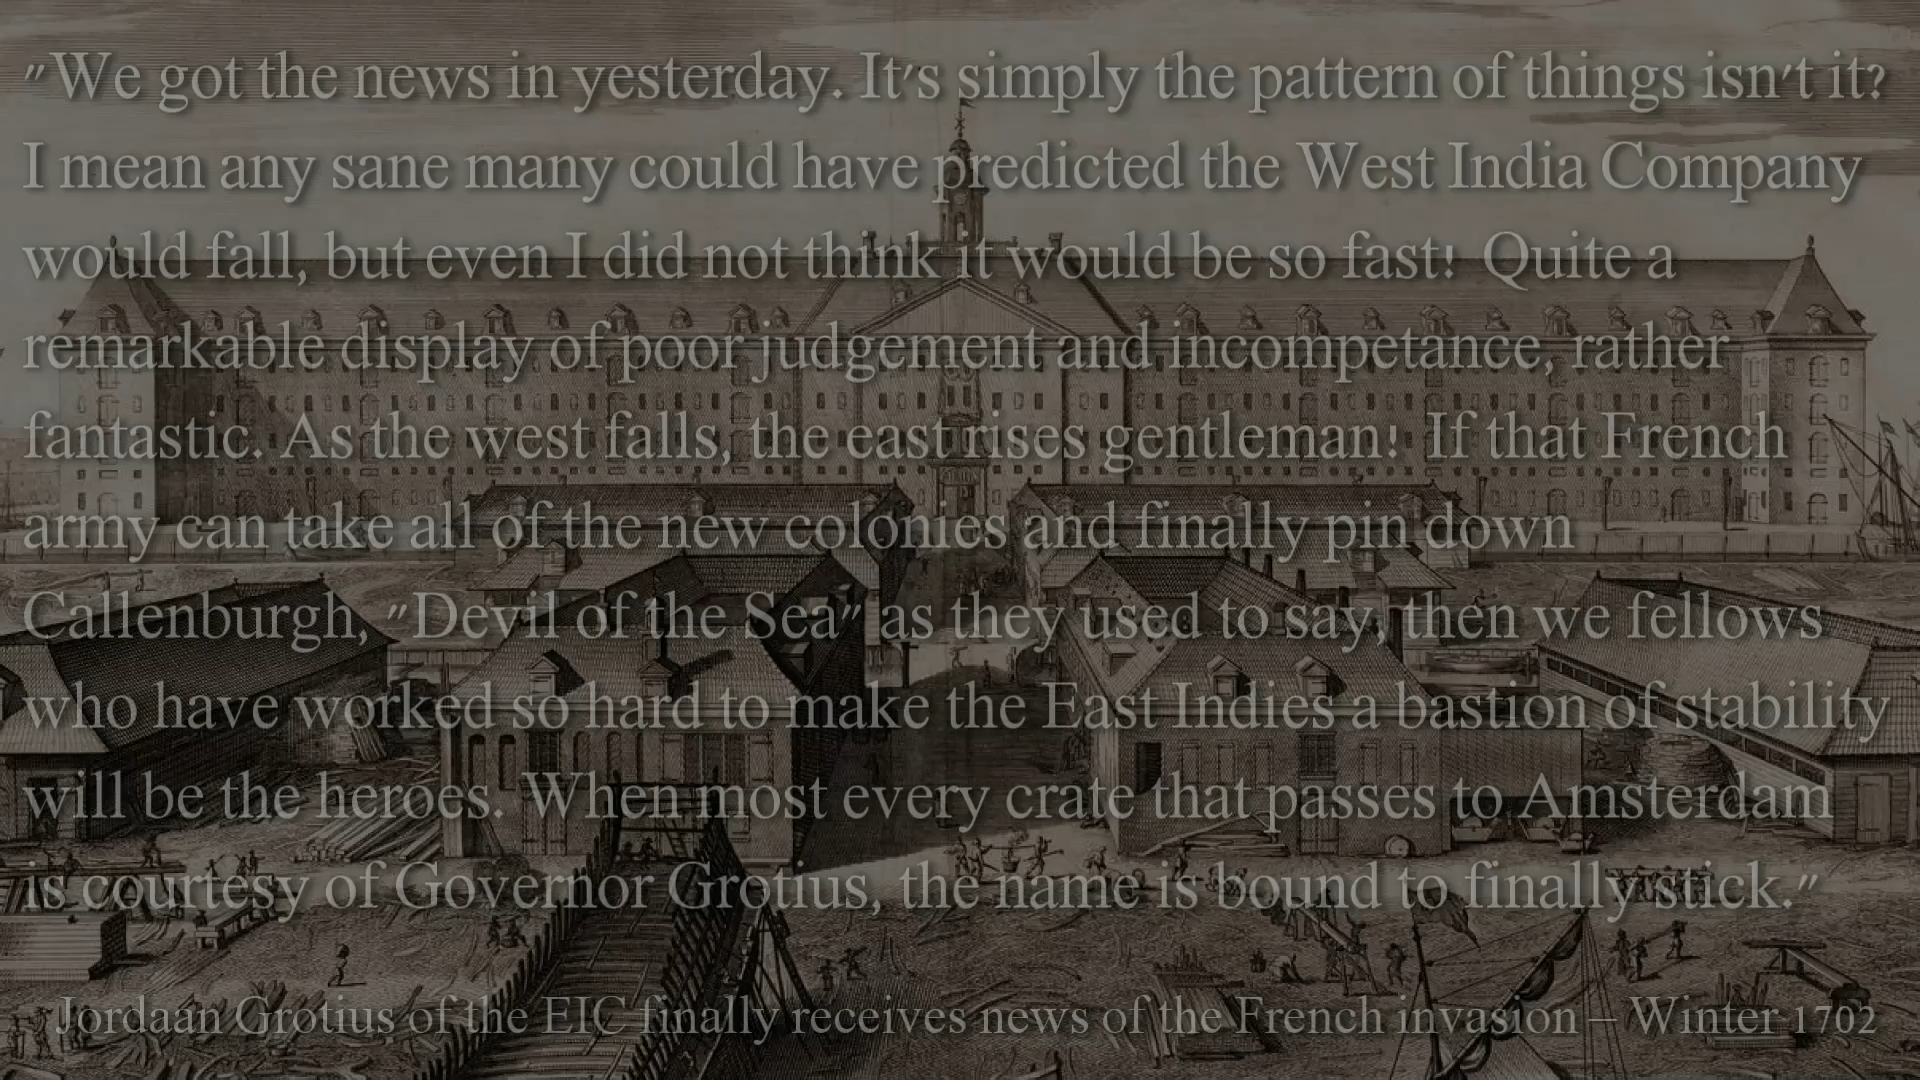 "We got the news in yesterday. It's simply the pattern of things isn't it?
I mean any sane many could have predicted the West India Company
would fall, but even I did not think it would be so fast! Quite a
remarkable display of poor judgement and incompetance, rather
fantastic. As the west falls, the east rises gentleman! If that French
army can take all of the new colonies and finally pin down
Callenburgh, "Devil of the Sea" as they used to say, then we fellows
who have worked so hard to make the East Indies a bastion of stability
will be the heroes. When most every crate that passes to Amsterdam
is courtesy of Governor Grotius, the name is bound to finally stick."
Jordaan Grotius of the EIC finally receives news of the French invasion – Winter 1702